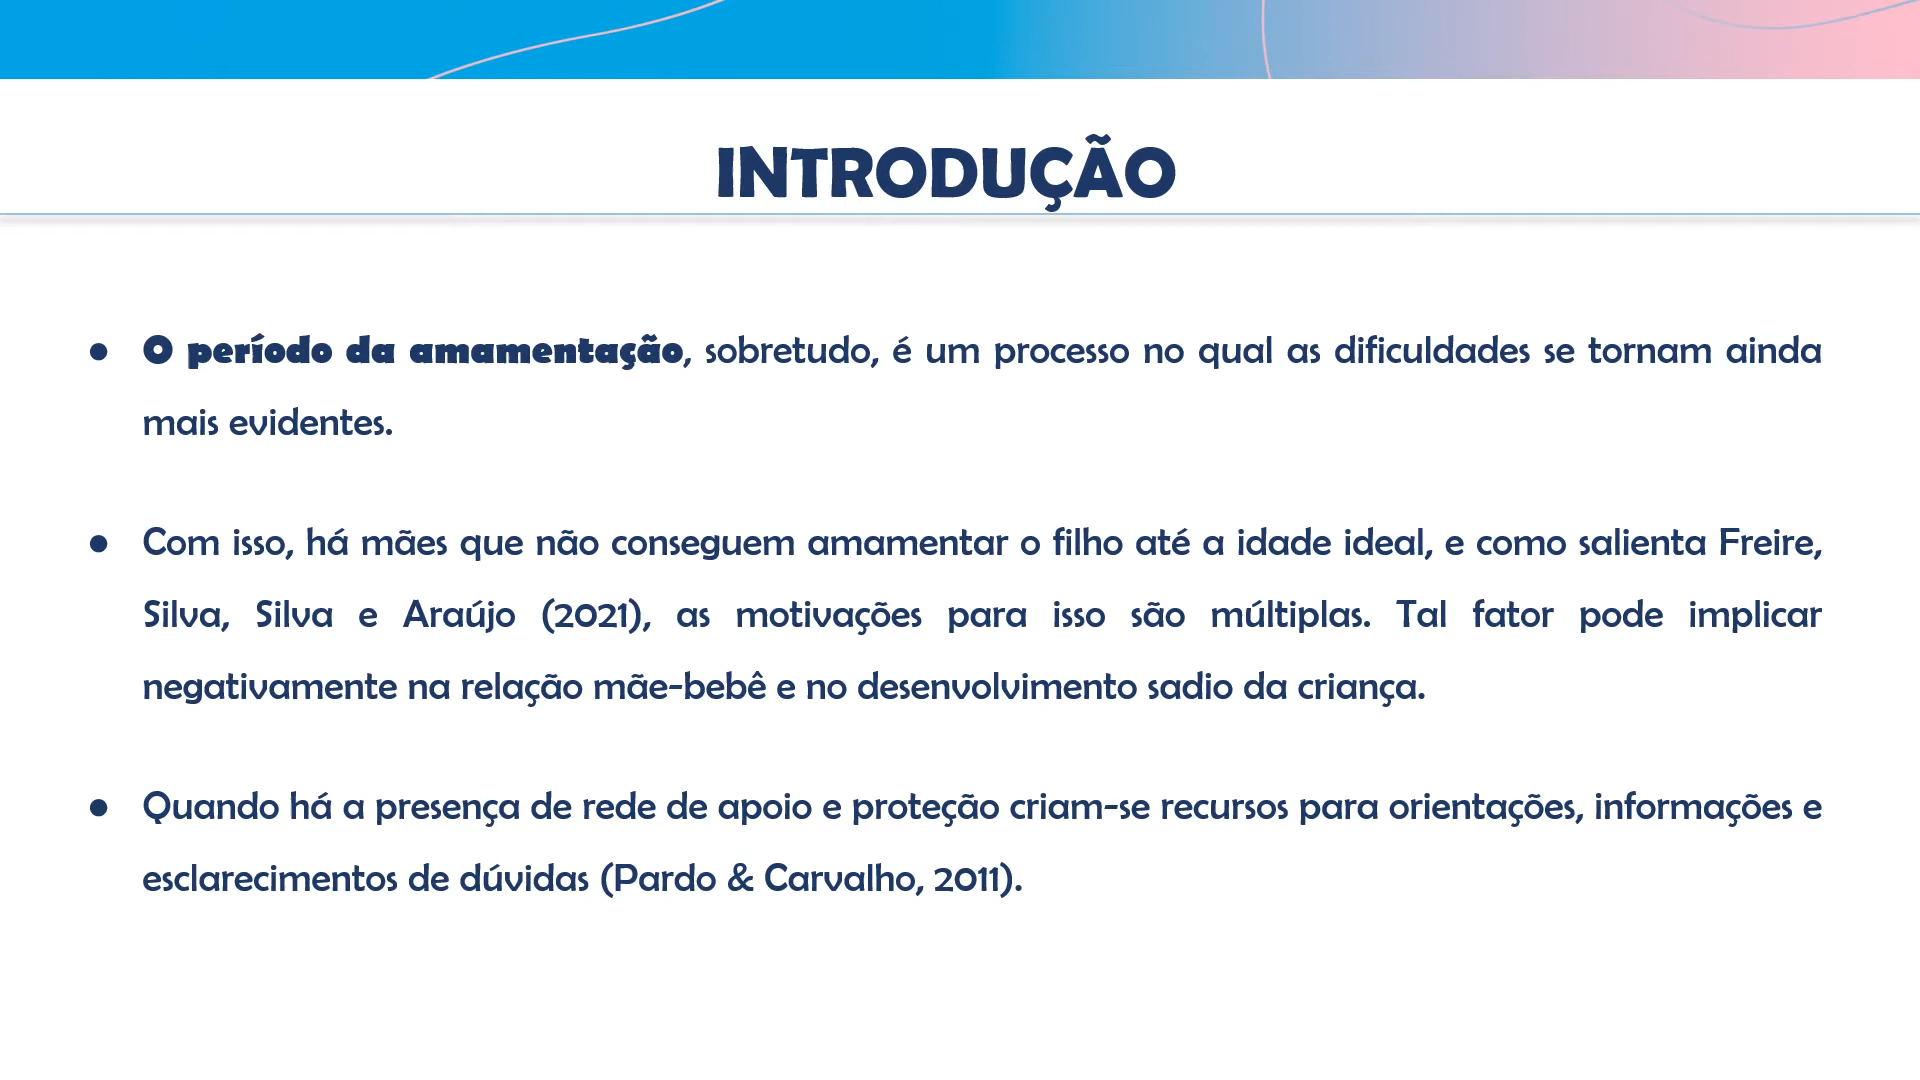 INTRODUÇÃO
● O período da amamentação, sobretudo, é um processo no qual as dificuldades se tornam ainda
mais evidentes.
● Com isso, há mães que não conseguem amamentar o filho até a idade ideal, e como salienta Freire,
Silva, Silva e Araújo (2021), as motivações para isso são múltiplas. Tal fator pode implicar
negativamente na relação mãe-bebê e no desenvolvimento sadio da criança.
● Quando há a presença de rede de apoio e proteção criam-se recursos para orientações, informações e
esclarecimentos de dúvidas (Pardo & Carvalho, 2011).